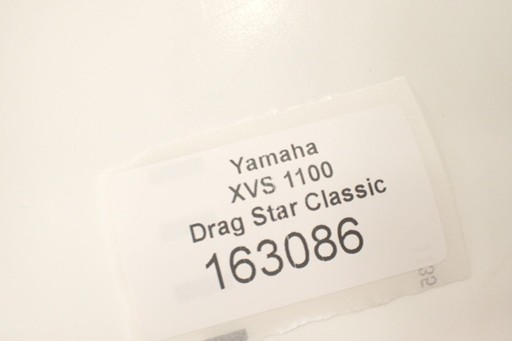 Yamaha
XVS 1100
Drag Star Classic
163086